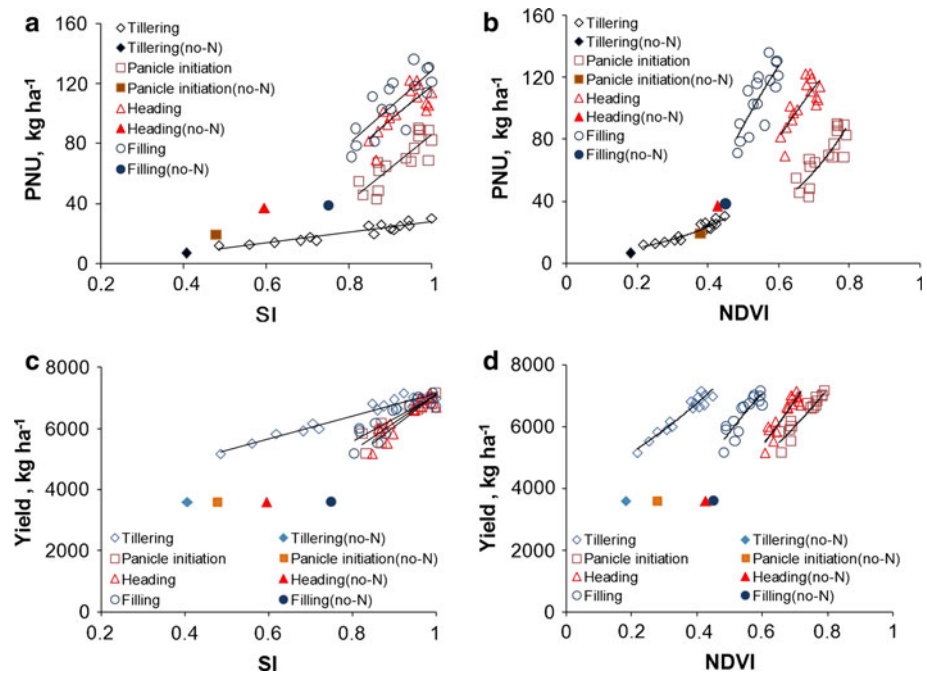 a
PNU, kg ha⁻¹
160
120
80
40
0
0.2 0.4 0.6 0.8 1
SI
Tillering
Tillering(no-N)
Panicle initiation
Panicle initiation(no-N)
Heading
Heading(no-N)
Filling
Filling(no-N)
b
PNU, kg ha⁻¹
160
120
80
40
0
0 0.2 0.4 0.6 0.8 1
NDVI
Tillering
Tillering(no-N)
Panicle initiation
Panicle initiation(no-N)
Heading
Heading(no-N)
Filling
Filling(no-N)
c
Yield , kg ha⁻¹
8000
6000
4000
2000
0
0.2 0.4 0.6 0.8 1
SI
Tillering Tillering(no-N)
Panicle initiation Panicle initiation(no-N)
Heading Heading(no-N)
Filling Filling(no-N)
d
Yield , kg ha⁻¹
8000
6000
4000
2000
0
0 0.2 0.4 0.6 0.8 1
NDVI
Tillering Tillering(no-N)
Panicle initiation Panicle initiation(no-N)
Heading Heading(no-N)
Filling Filling(no-N)